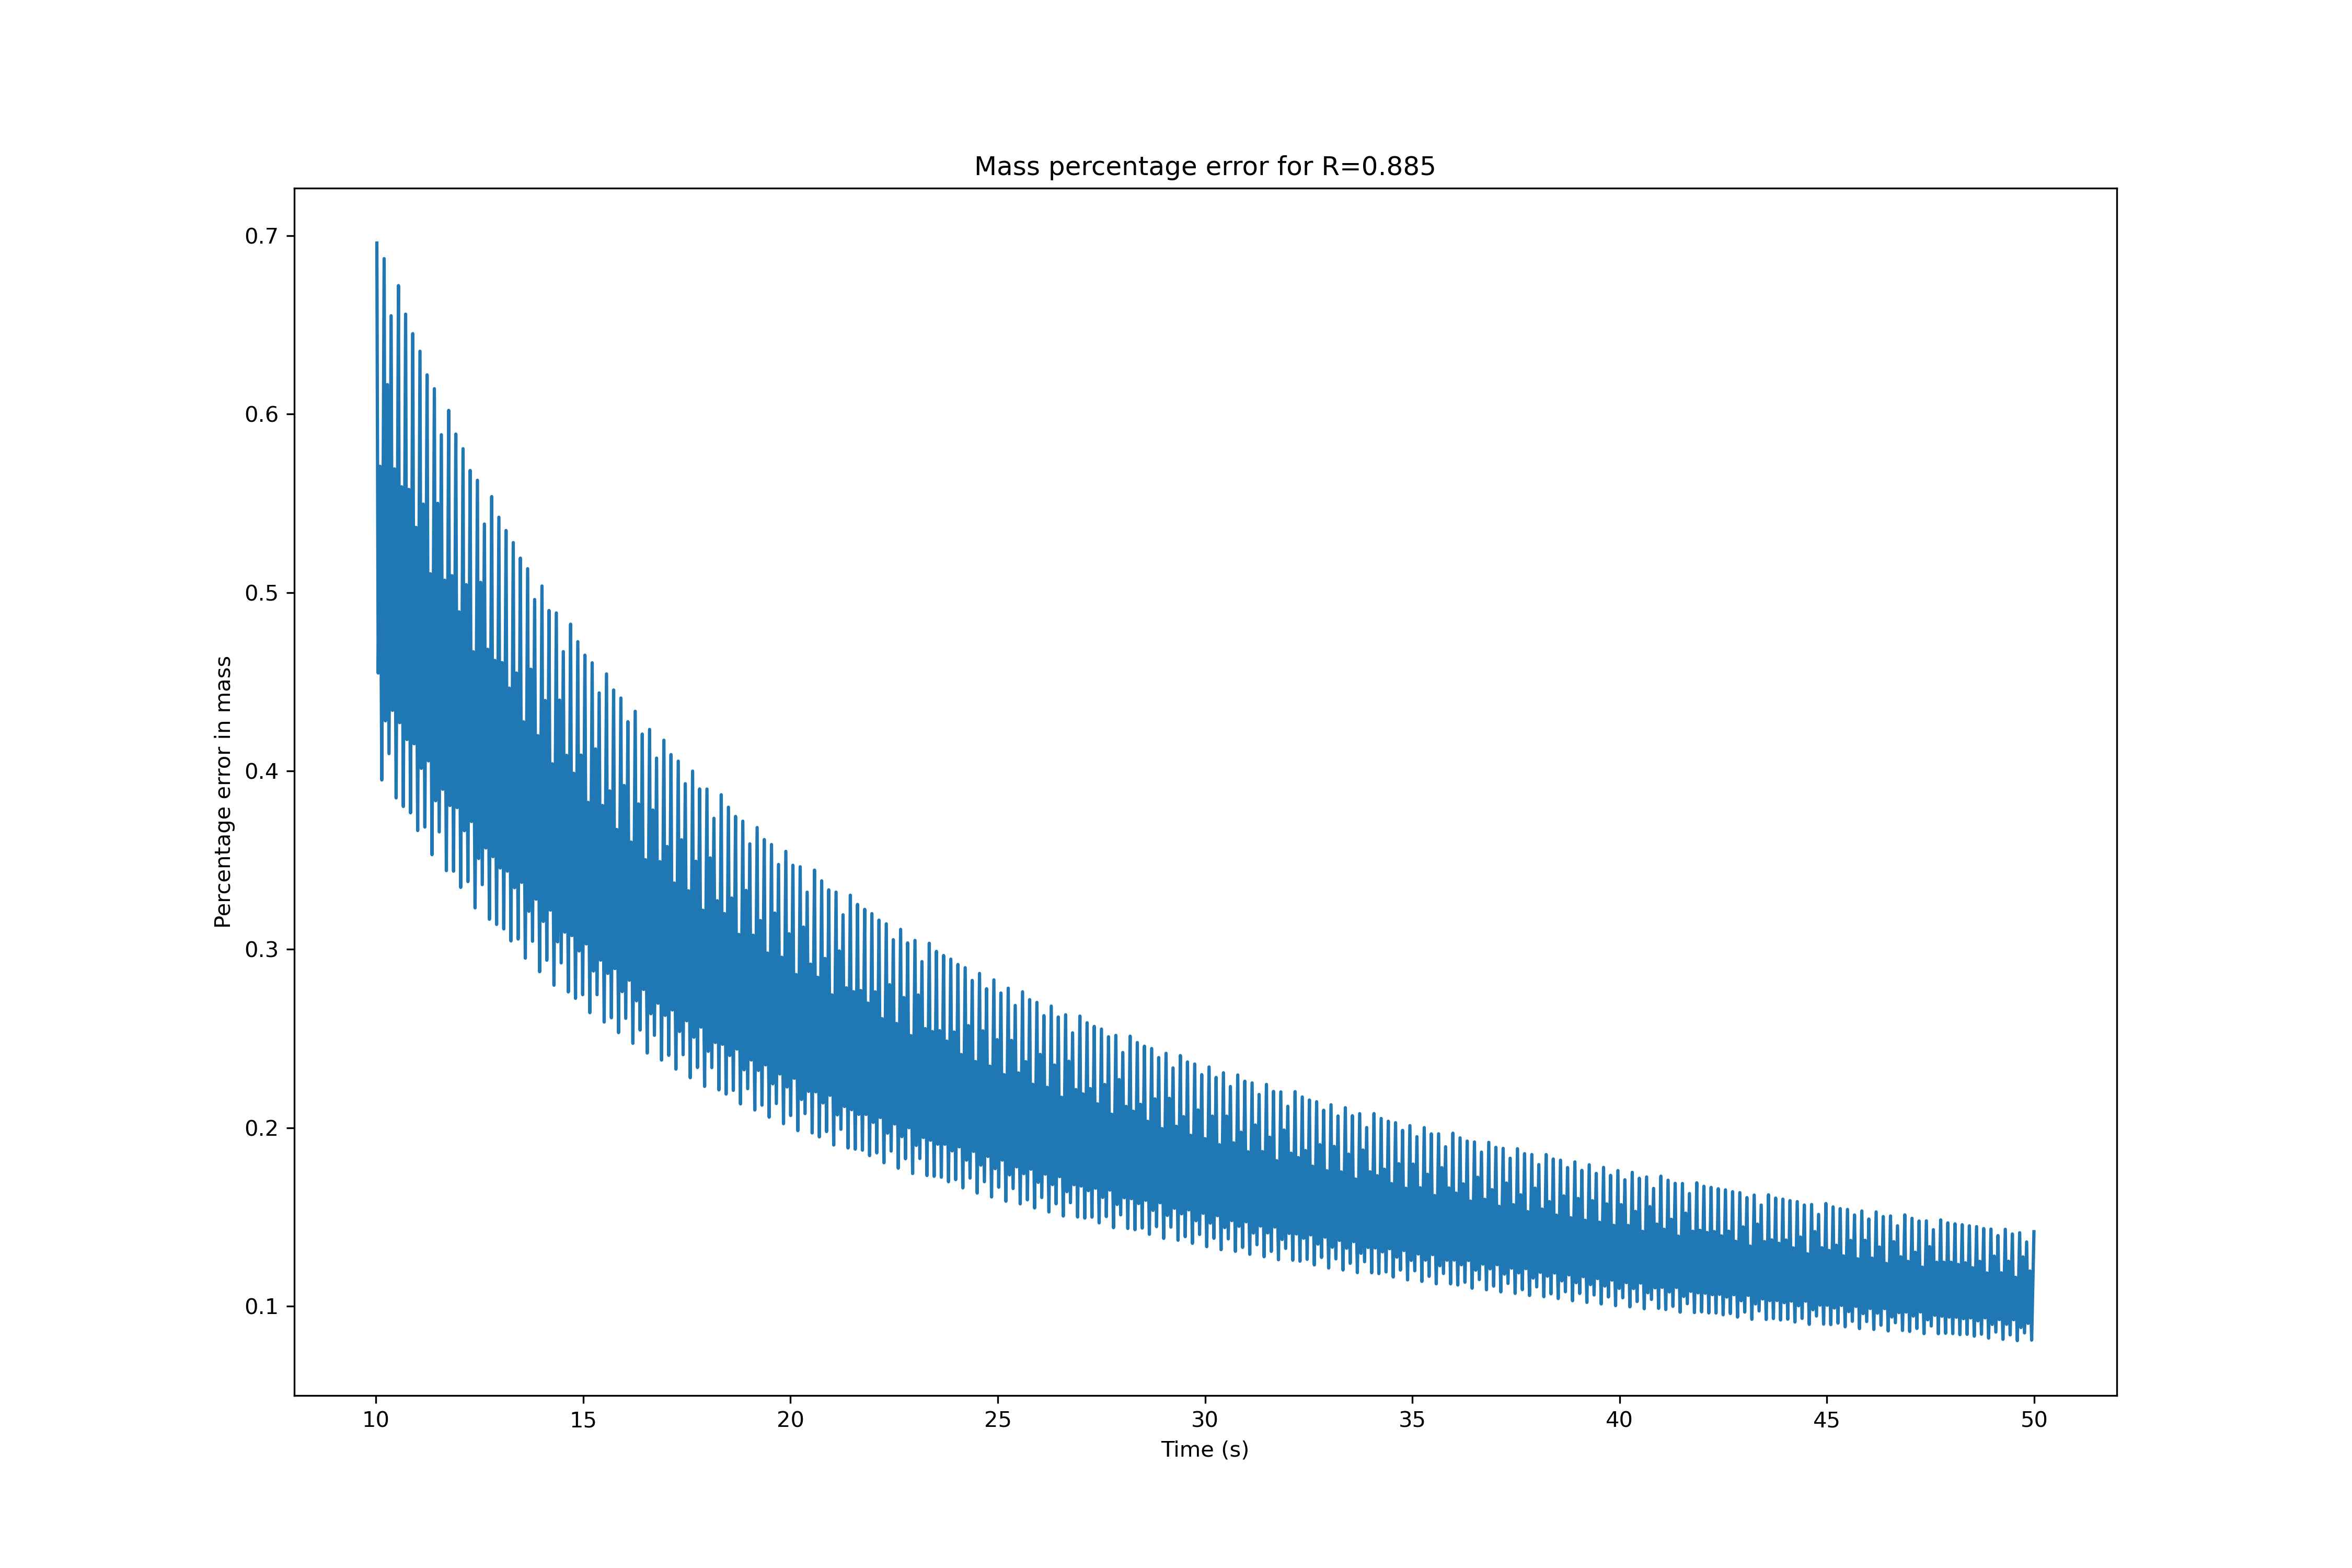 Mass percentage error for R=0.885
0.7
0.6
0.5
0.4
0.3
0.2
0.1
Percentage error in mass
10 15 20 25 30 35 40 45 50
Time (s)